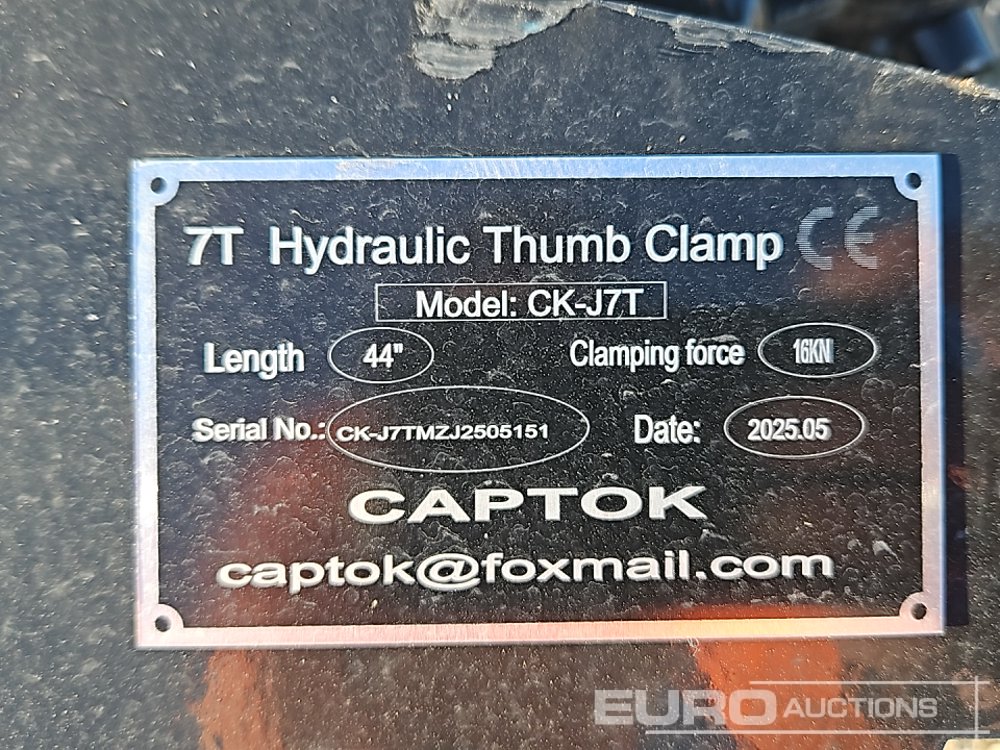 7T Hydraulic Thumb Clamp CE
Model: CK-J7T
Length 44" Clamping force 16KN
Serial No.: CK-J7TMZJ2505151 Date: 2025.05
CAPTOK
captok@foxmail.com
EURO AUCTIONS